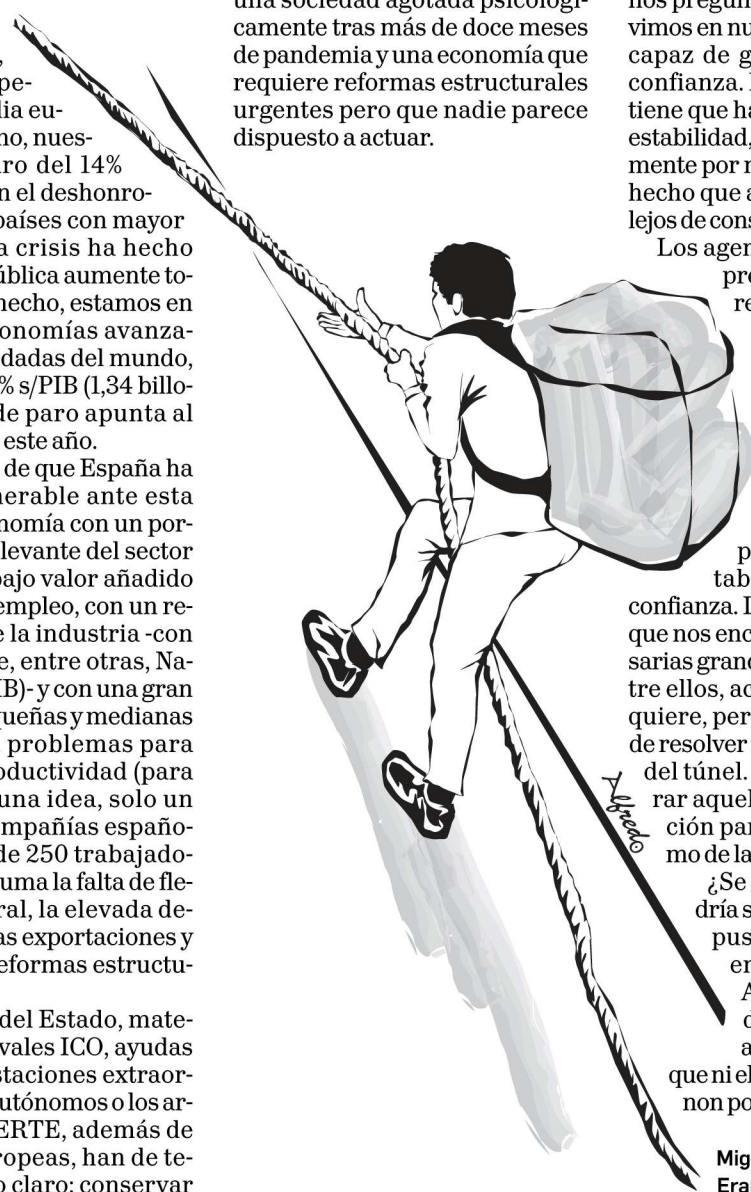 pe-
dia eu-
no, nues-
ro del 14%
n el deshonro-
países con mayor
a crisis ha hecho
ública aumente to-
hecho, estamos en
onomías avanza-
dadas del mundo,
% s/PIB (1,34 billo-
de paro apunta al
este año.
de que España ha
nerable ante esta
nomía con un por-
levante del sector
bajo valor añadido
empleo, con un re-
e la industria -con
e, entre otras, Na-
IB)- y con una gran
queñas y medianas
problemas para
oductividad (para
una idea, solo un
mpañías españo-
de 250 trabajado-
uma la falta de fle-
ral, la elevada de-
as exportaciones y
eformas estructu-
del Estado, mate-
vales ICO, ayudas
staciones extraor-
utónomos o los ar-
ERTE, además de
ropeas, han de te-
o claro: conservar
una sociedad agotada psicológi-
camente tras más de doce meses
de pandemia y una economía que
requiere reformas estructurales
urgentes pero que nadie parece
dispuesto a actuar.
nos pregun
vimos en nu
capaz de g
confianza.
tiene que ha
estabilidad,
mente por
hecho que a
lejos de cons
Los agen
pre
re
p
tab
confianza.
que nos enc
sarias grand
tre ellos, ac
quiere, per
de resolver
del túnel.
rar aquel
ción par
mo de la
¿Se
dría s
pus
en
A
d
a
que ni el
non po
Mig
Era
Alfredo